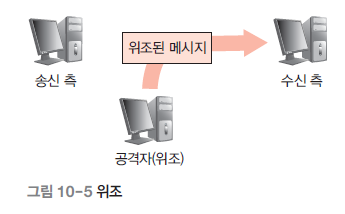 위조된 메시지
송신 측
수신 측
공격자(위조)
그림 10-5 위조